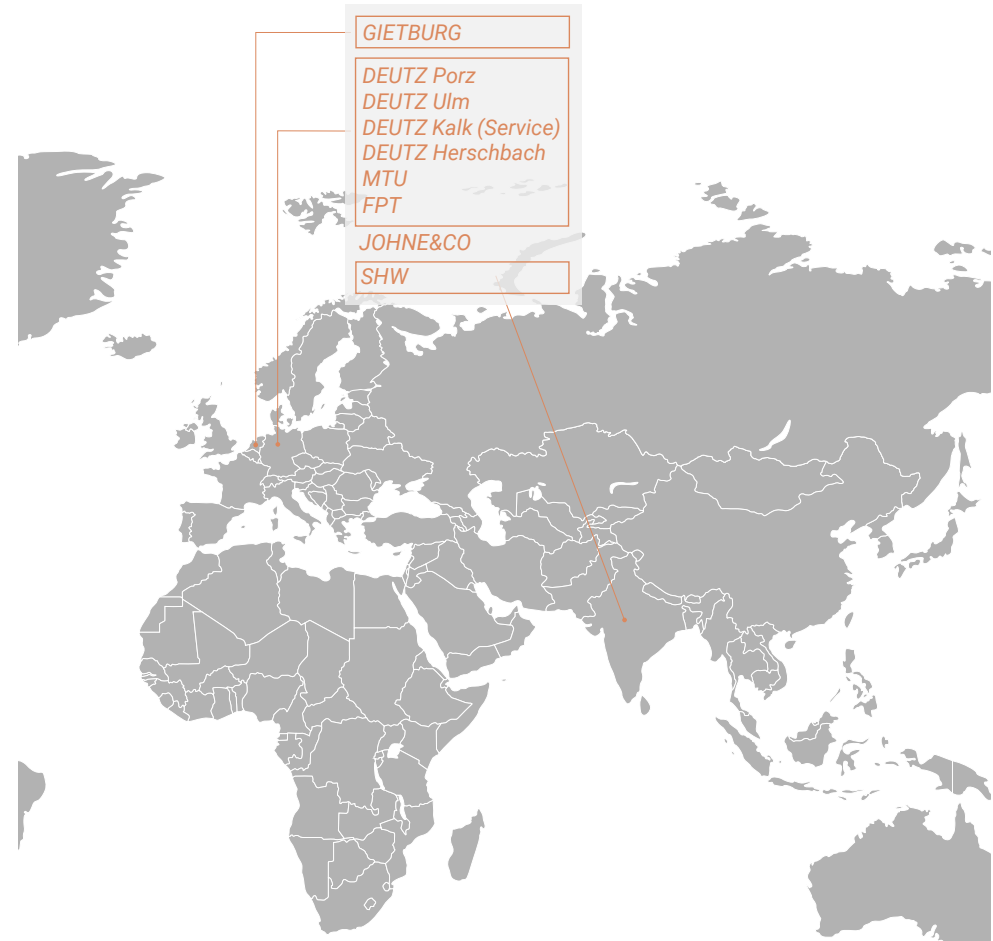 GIETBURG
DEUTZ Porz
DEUTZ Ulm
DEUTZ Kalk (Service)
DEUTZ Herschbach
MTU
FPT
JOHNE&CO
SHW